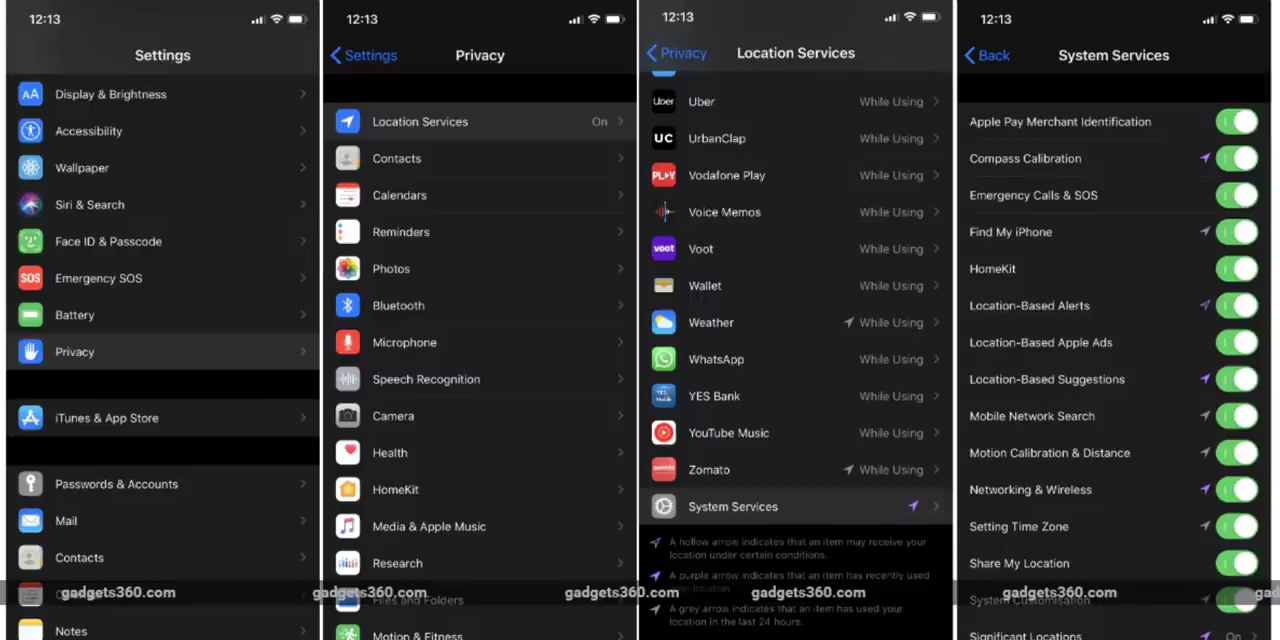 12:13
Settings
Display & Brightness
Accessibility
Wallpaper
Siri & Search
Face ID & Passcode
SOS
Emergency SOS
Battery
Privacy
iTunes & App Store
Passwords & Accounts
Mail
Contacts
gadgets360.com
Notes
12:13
Settings
Privacy
Location Services On
Contacts
Calendars
Reminders
Photos
Bluetooth
Microphone
Speech Recognition
Camera
Health
HomeKit
Media & Apple Music
Research
gadgets360.com
Files and Folders
Motion & Fitness
12:13
Privacy
Location Services
Uber Uber While Using
UC UrbanClap While Using
PLAY Vodafone Play While Using
Voice Memos While Using
voot Voot While Using
Wallet While Using
Weather While Using
WhatsApp While Using
YES Bank While Using
YouTube Music While Using
zomato Zomato While Using
System Services
A hollow arrow indicates that an item may receive your
location under certain conditions.
A purple arrow indicates that an item has recently used
your location.
gadgets360.com
gadgets360.com
A grey arrow indicates that an item has used your
location in the last 24 hours.
12:13
Back
System Services
Apple Pay Merchant Identification
Compass Calibration
Emergency Calls & SOS
Find My iPhone
HomeKit
Location-Based Alerts
Location-Based Apple Ads
Location-Based Suggestions
Mobile Network Search
Motion Calibration & Distance
Networking & Wireless
Setting Time Zone
Share My Location
System Customisation
gadgets360.com
gad
Significant Locations On